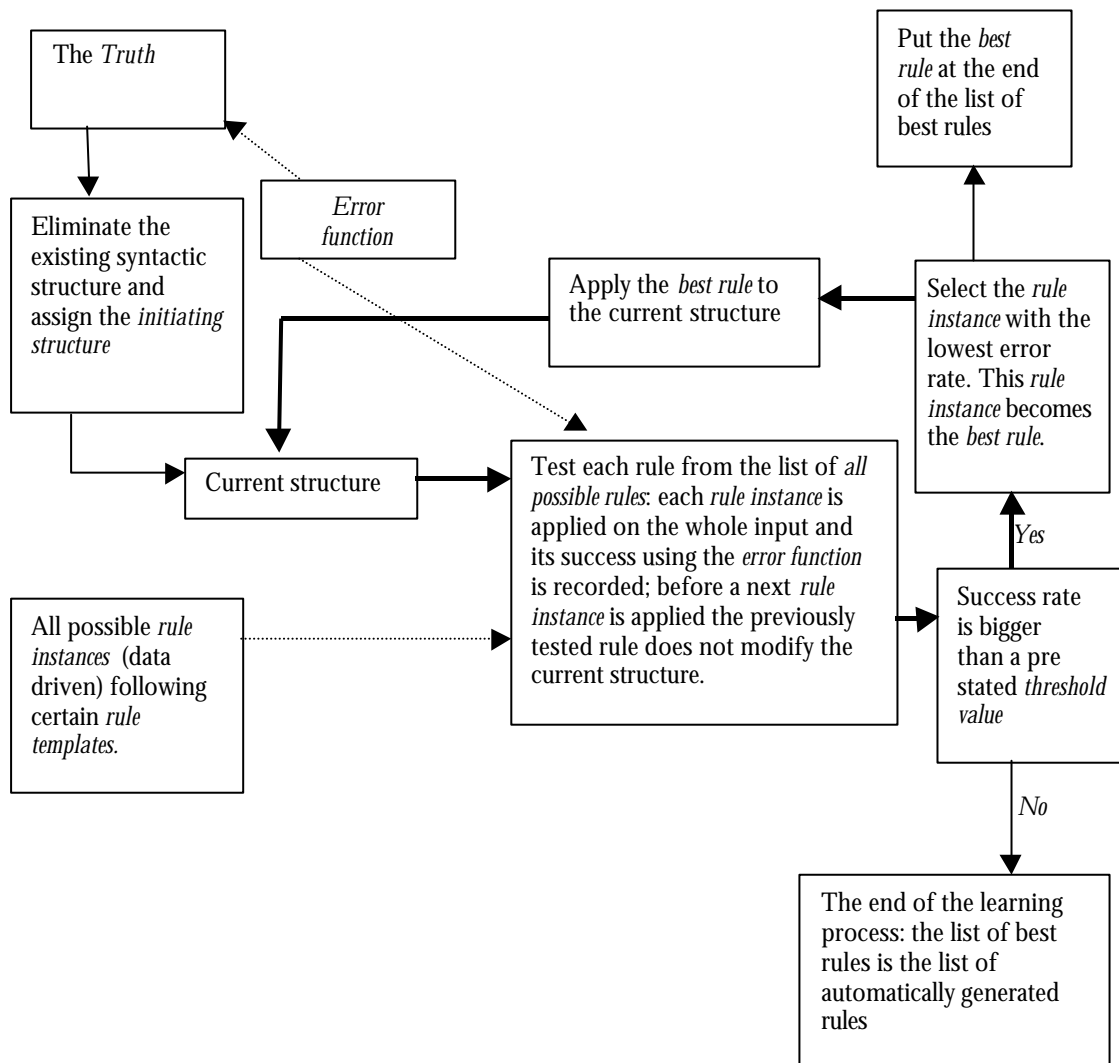 The Truth
Put the best
rule at the end
of the list of
best rules
Error
function
Eliminate the
existing syntactic
structure and
assign the initiating
structure
Apply the best rule to
the current structure
Select the rule
instance with the
lowest error
rate. This rule
instance becomes
the best rule.
Current structure
Test each rule from the list of all
possible rules: each rule instance is
applied on the whole input and
its success using the error function
is recorded; before a next rule
instance is applied the previously
tested rule does not modify the
current structure.
Yes
All possible rule
instances (data
driven) following
certain rule
templates.
Success rate
is bigger
than a pre
stated threshold
value
No
The end of the learning
process: the list of best
rules is the list of
automatically generated
rules